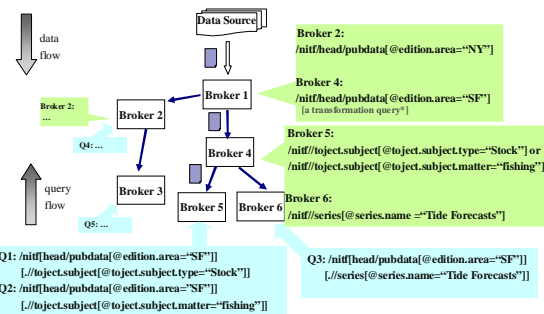 Data Source
data
flow
Broker 2:
/nitf/head/pubdata[@edition.area=“NY”]
Broker 4:
/nitf/head/pubdata[@edition.area=“SF”]
[a transformation query*]
Broker 1
Broker 2:
...
Broker 2
Q4: ...
Broker 5:
/nitf//toject.subject[@toject.subject.type=“Stock”] or
/nitf//toject.subject[@toject.subject.matter=“fishing”]
Broker 4
query
flow
Broker 3
Broker 5
Broker 6
Broker 6:
/nitf//series[@series.name =“Tide Forecasts”]
Q5: ...
Q1: /nitf[head/pubdata[@edition.area=“SF”]]
[.//toject.subject[@toject.subject.type=“Stock”]]
Q2: /nitf[head/pubdata[@edition.area=”SF”]]
[.//toject.subject[@toject.subject.matter=“fishing”]]
Q3: /nitf[head/pubdata[@edition.area=“SF”]]
[.//series[@series.name=“Tide Forecasts”]]